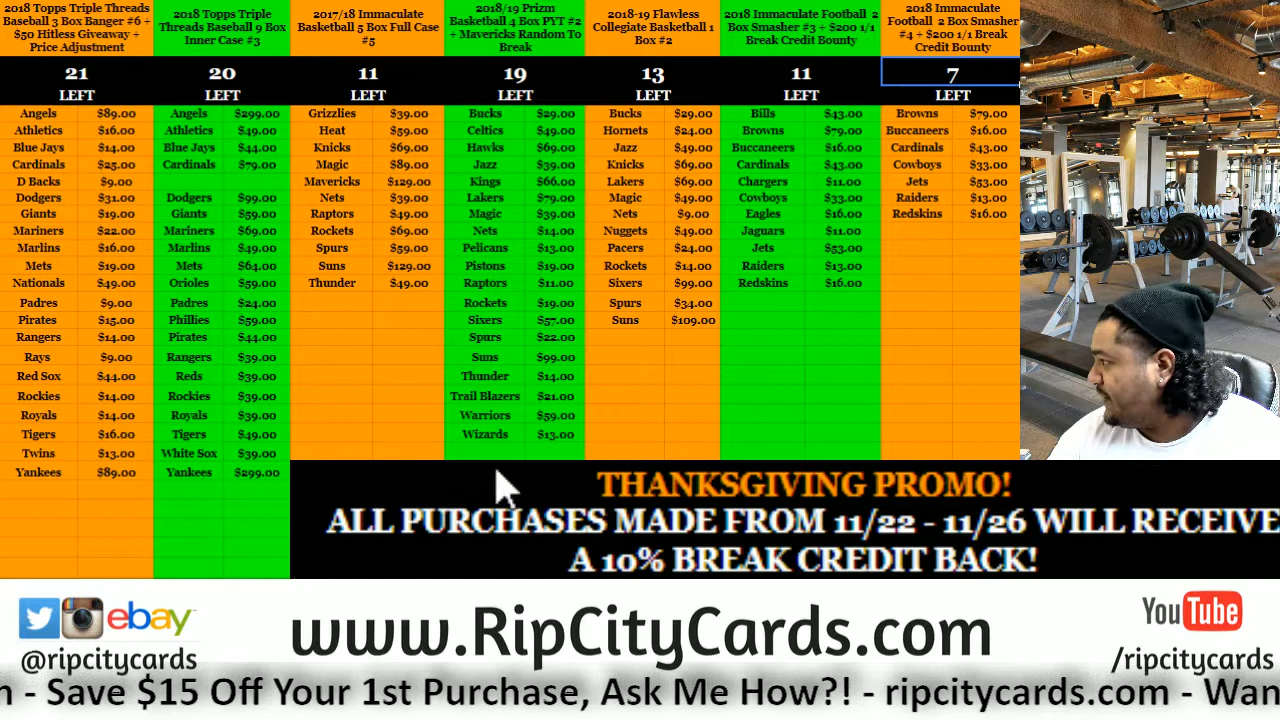 2018 Topps Triple Threads
Baseball 3 Box Banger #6 +
$50 Hitless Giveaway +
Price Adjustment
21
LEFT
Angels $89.00
Athletics $16.00
Blue Jays $14.00
Cardinals $25.00
D Backs $9.00
Dodgers $31.00
Giants $19.00
Mariners $22.00
Marlins $16.00
Mets $19.00
Nationals $49.00
Padres $9.00
Pirates $15.00
Rangers $14.00
Rays $9.00
Red Sox $44.00
Rockies $14.00
Royals $14.00
Tigers $16.00
Twins $13.00
Yankees $89.00
2018 Topps Triple
Threads Baseball 9 Box
Inner Case #3
20
LEFT
Angels $299.00
Athletics $49.00
Blue Jays $44.00
Cardinals $79.00
Dodgers $99.00
Giants $59.00
Mariners $69.00
Marlins $49.00
Mets $64.00
Orioles $59.00
Padres $24.00
Phillies $59.00
Pirates $44.00
Rangers $39.00
Reds $39.00
Rockies $39.00
Royals $39.00
Tigers $49.00
White Sox $39.00
Yankees $299.00
2017/18 Immaculate
Basketball 5 Box Full Case
#5
11
LEFT
Grizzlies $39.00
Heat $59.00
Knicks $69.00
Magic $89.00
Mavericks $129.00
Nets $39.00
Raptors $49.00
Rockets $69.00
Spurs $59.00
Suns $129.00
Thunder $49.00
2018/19 Prizm
Basketball 4 Box PYT #2
+ Mavericks Random To
Break
19
LEFT
Bucks $29.00
Celtics $49.00
Hawks $69.00
Jazz $39.00
Kings $66.00
Lakers $79.00
Magic $39.00
Nets $14.00
Pelicans $13.00
Pistons $19.00
Raptors $11.00
Rockets $19.00
Sixers $57.00
Spurs $22.00
Suns $99.00
Thunder $14.00
Trail Blazers $21.00
Warriors $59.00
Wizards $13.00
2018-19 Flawless
Collegiate Basketball 1
Box #2
13
LEFT
Bucks $29.00
Hornets $24.00
Jazz $49.00
Knicks $69.00
Lakers $69.00
Magic $49.00
Nets $9.00
Nuggets $49.00
Pacers $24.00
Rockets $14.00
Sixers $99.00
Spurs $34.00
Suns $109.00
2018 Immaculate Football 2
Box Smasher #3 + $200 1/1
Break Credit Bounty
11
LEFT
Bills $43.00
Browns $79.00
Buccaneers $16.00
Cardinals $43.00
Chargers $11.00
Cowboys $33.00
Eagles $16.00
Jaguars $11.00
Jets $53.00
Raiders $13.00
Redskins $16.00
2018 Immaculate
Football 2 Box Smasher
#4 + $200 1/1 Break
Credit Bounty
7
LEFT
Browns $79.00
Buccaneers $16.00
Cardinals $43.00
Cowboys $33.00
Jets $53.00
Raiders $13.00
Redskins $16.00
THANKSGIVING PROMO!
ALL PURCHASES MADE FROM 11/22 - 11/26 WILL RECEIVE
A 10% BREAK CREDIT BACK!
ebay
@ripcitycards
www.RipCityCards.com
YouTube
/ripcitycards
n - Save $15 Off Your 1st Purchase, Ask Me How?! - ripcitycards.com - Wan